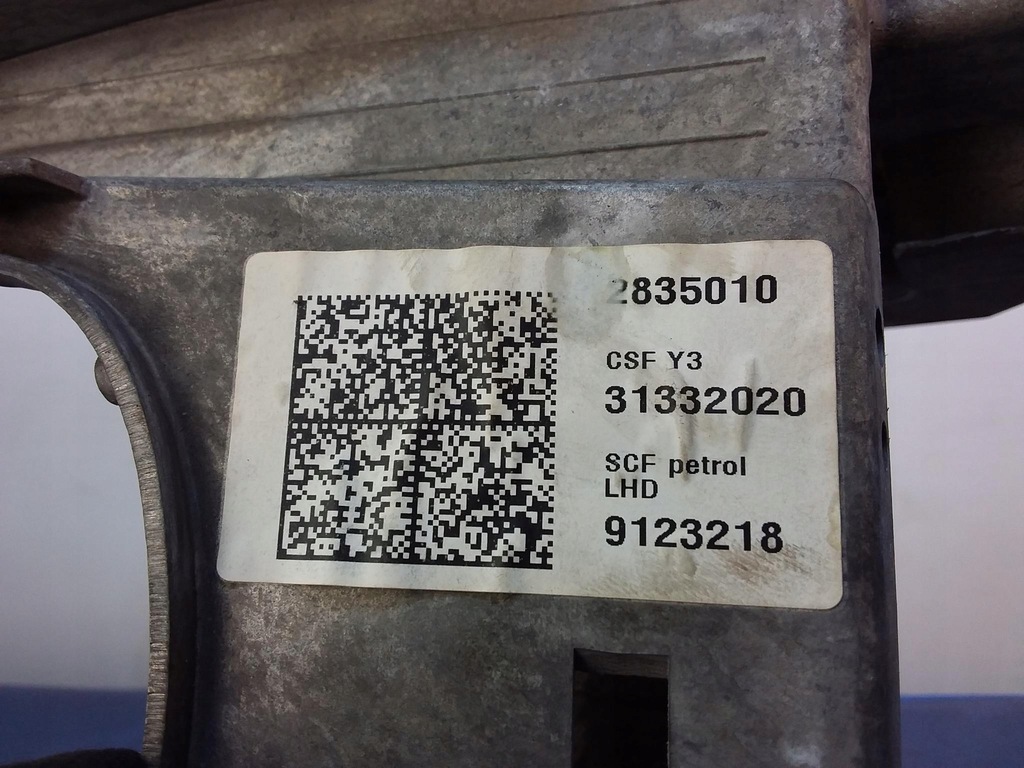 2835010
CSF Y3
31332020
SCF petrol
LHD
9123218